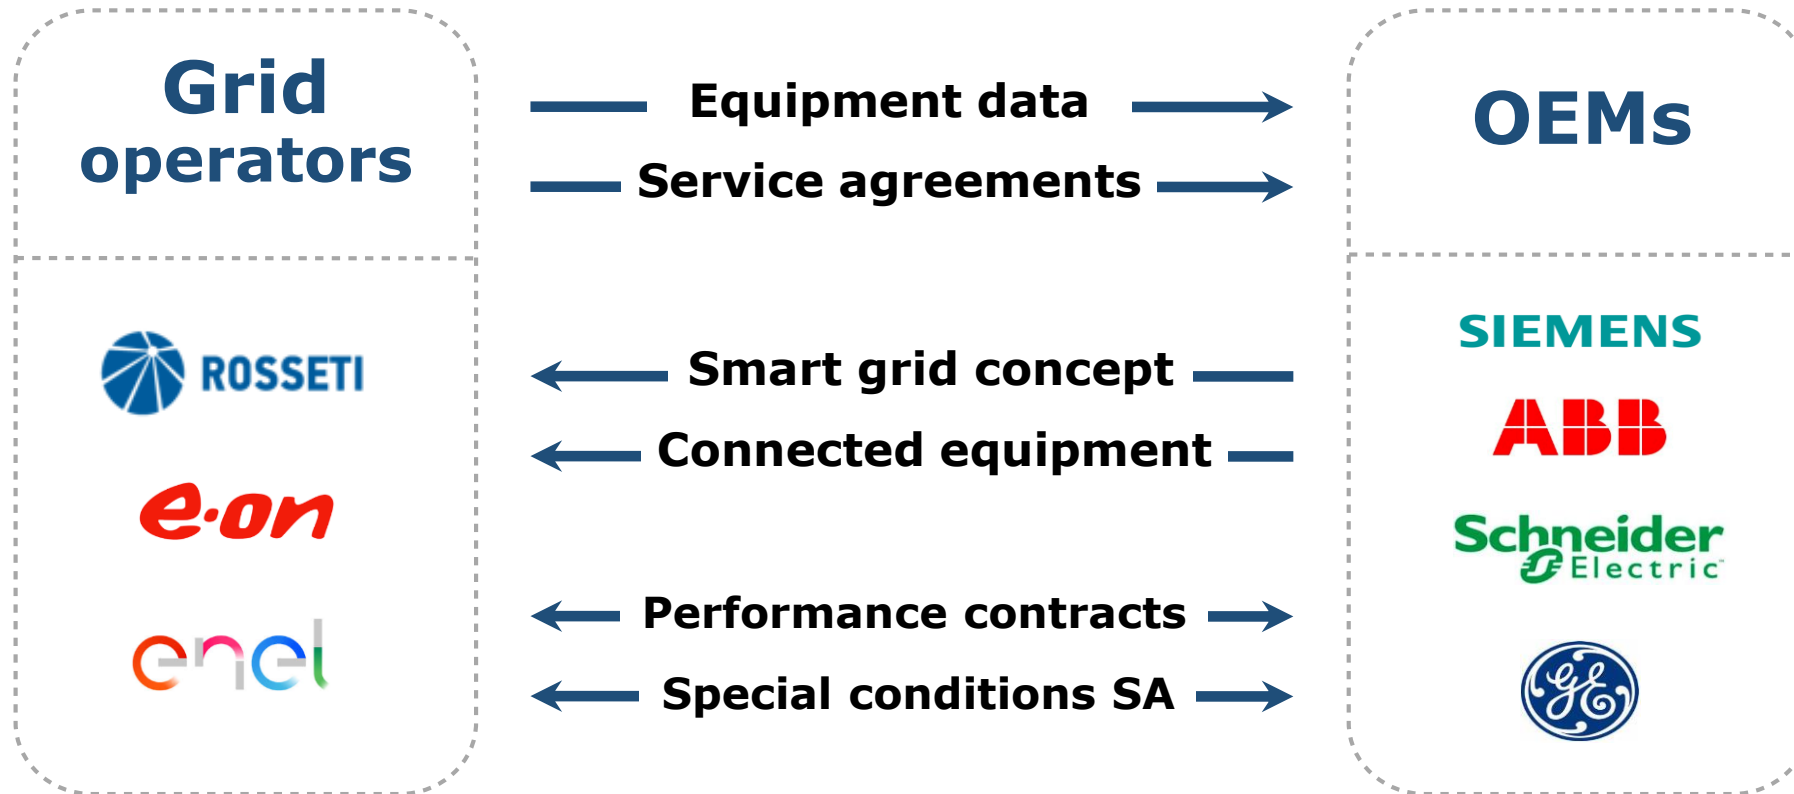 Grid
operators
Equipment data
Service agreements
OEMs
ROSSETI
e·on
enel
Smart grid concept
Connected equipment
Performance contracts
Special conditions SA
SIEMENS
ABB
Schneider
Electric
GE